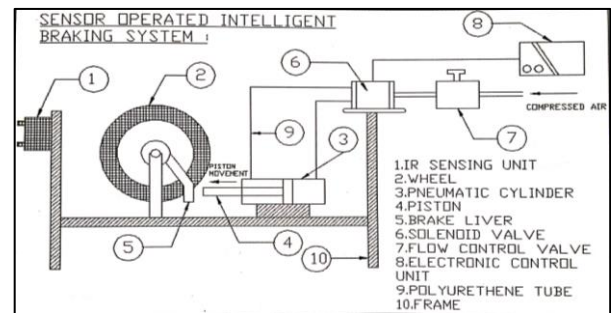 SENSOR OPERATED INTELLIGENT
BRAKING SYSTEM :
1
2
6
8
COMPRESSED AIR
7
9
3
PISTON
MOVEMENT
5
4
10
1.IR SENSING UNIT
2.WHEEL
3.PNEUMATIC CYLINDER
4.PISTON
5.BRAKE LIVER
6.SOLENOID VALVE
7.FLOW CONTROL VALVE
8.ELECTRONIC CONTROL
UNIT
9.POLYURETHENE TUBE
10.FRAME